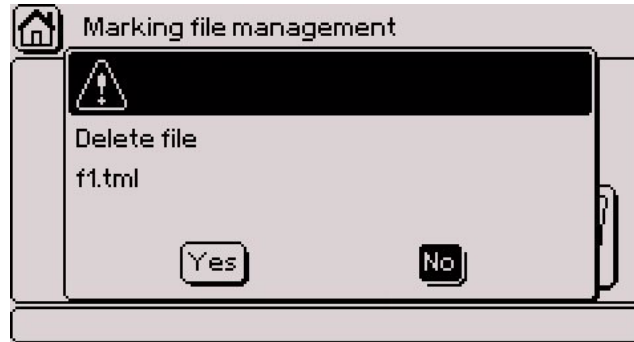 Marking file management
Delete file
f1.tml
Yes No